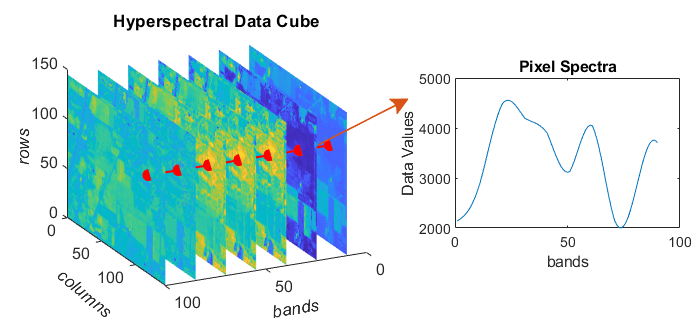 Hyperspectral Data Cube
150
100
50
0
rows
0
50
100
columns
100
50
0
bands
Pixel Spectra
5000
4000
3000
2000
Data Values
0
50
100
bands